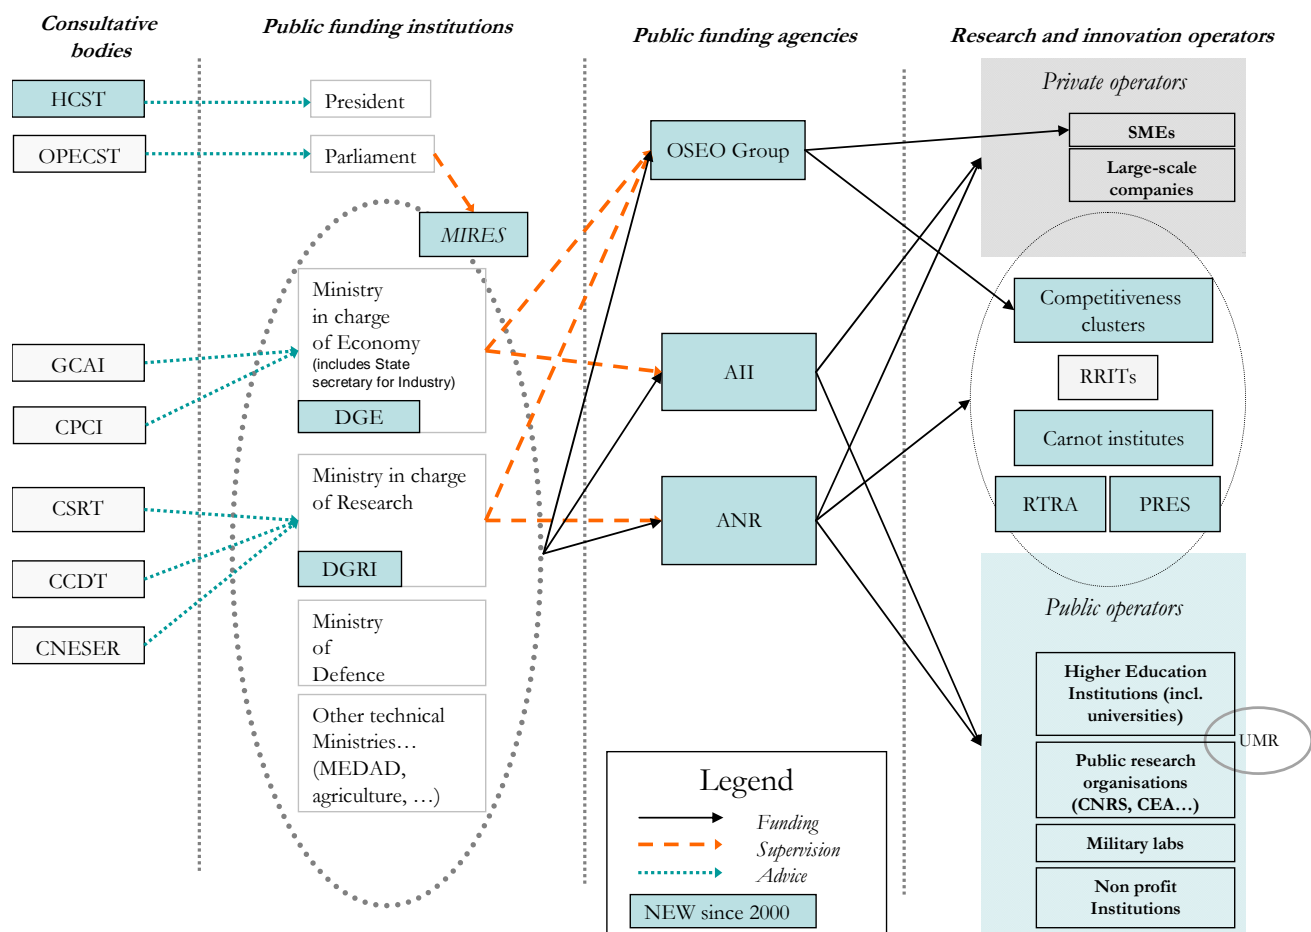 Consultative
bodies
Public funding institutions
Public funding agencies
Research and innovation operators
HCST
OPECST
GCAI
CPCI
CSRT
CCDT
CNESER
President
Parliament
MIRES
Ministry
in charge
of Economy
(includes State
secretary for Industry)
DGE
Ministry in charge
of Research
DGRI
Ministry
of
Defence
Other technical
Ministries…
(MEDAD,
agriculture, …)
OSEO Group
AII
ANR
Private operators
SMEs
Large-scale
companies
Competitiveness
clusters
RRITs
Carnot institutes
RTRA
PRES
Public operators
Higher Education
Institutions (incl.
universities)
UMR
Public research
organisations
(CNRS, CEA…)
Military labs
Non profit
Institutions
Legend
Funding
Supervision
Advice
NEW since 2000